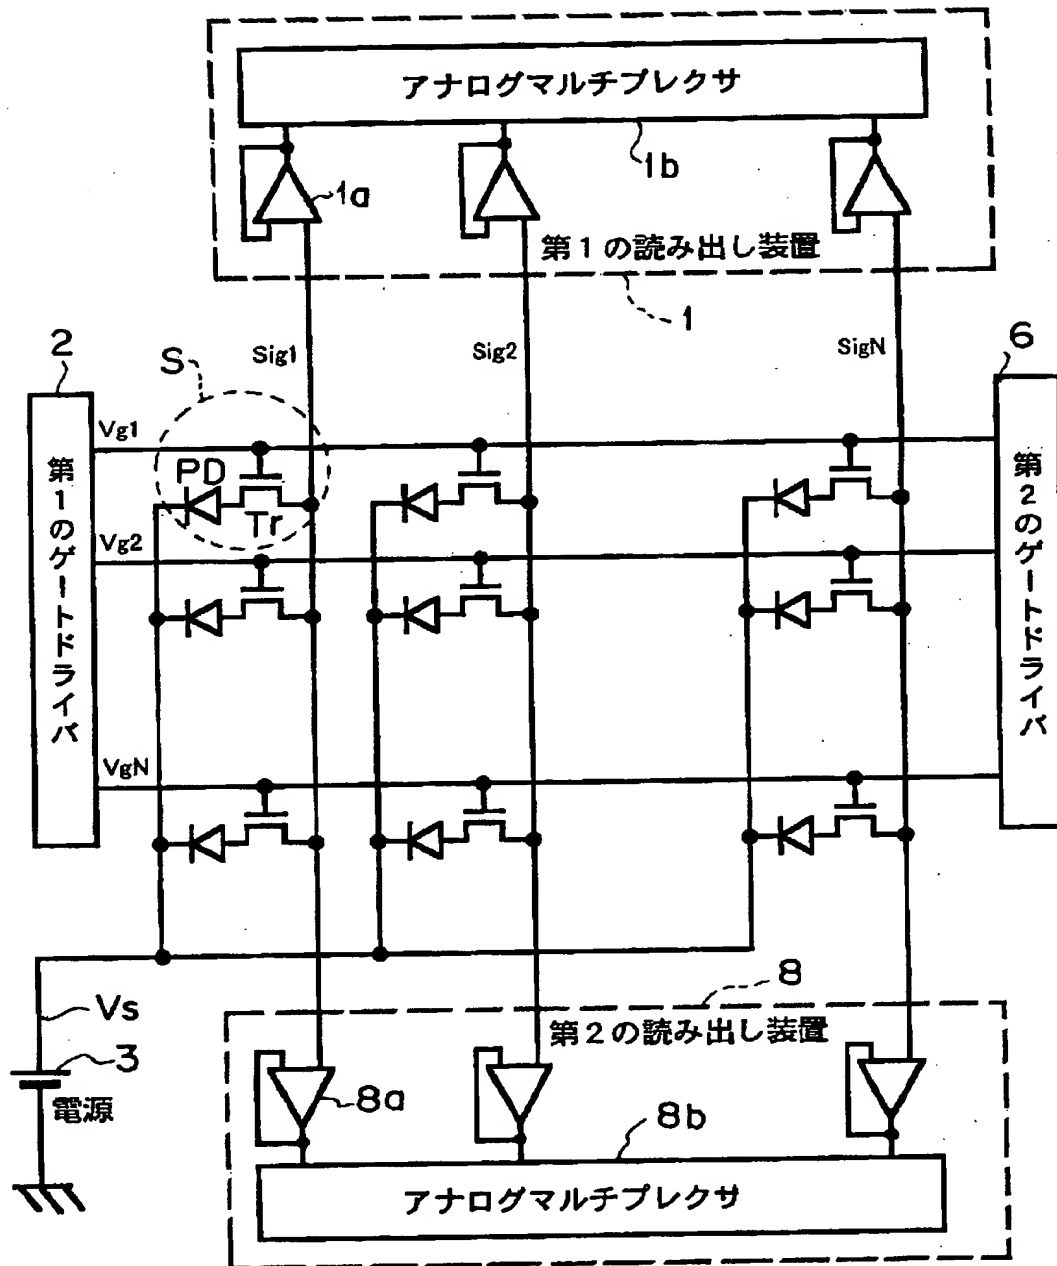 アナログマルチプレクサ
1a
1b
第1の読み出し装置
1
2
S
Sig1
Sig2
SigN
6
Vg1
PD
Tr
第1のゲートドライバ
第2のゲートドライバ
Vg2
VgN
8
Vs
第2の読み出し装置
3
電源
8a
8b
アナログマルチプレクサ